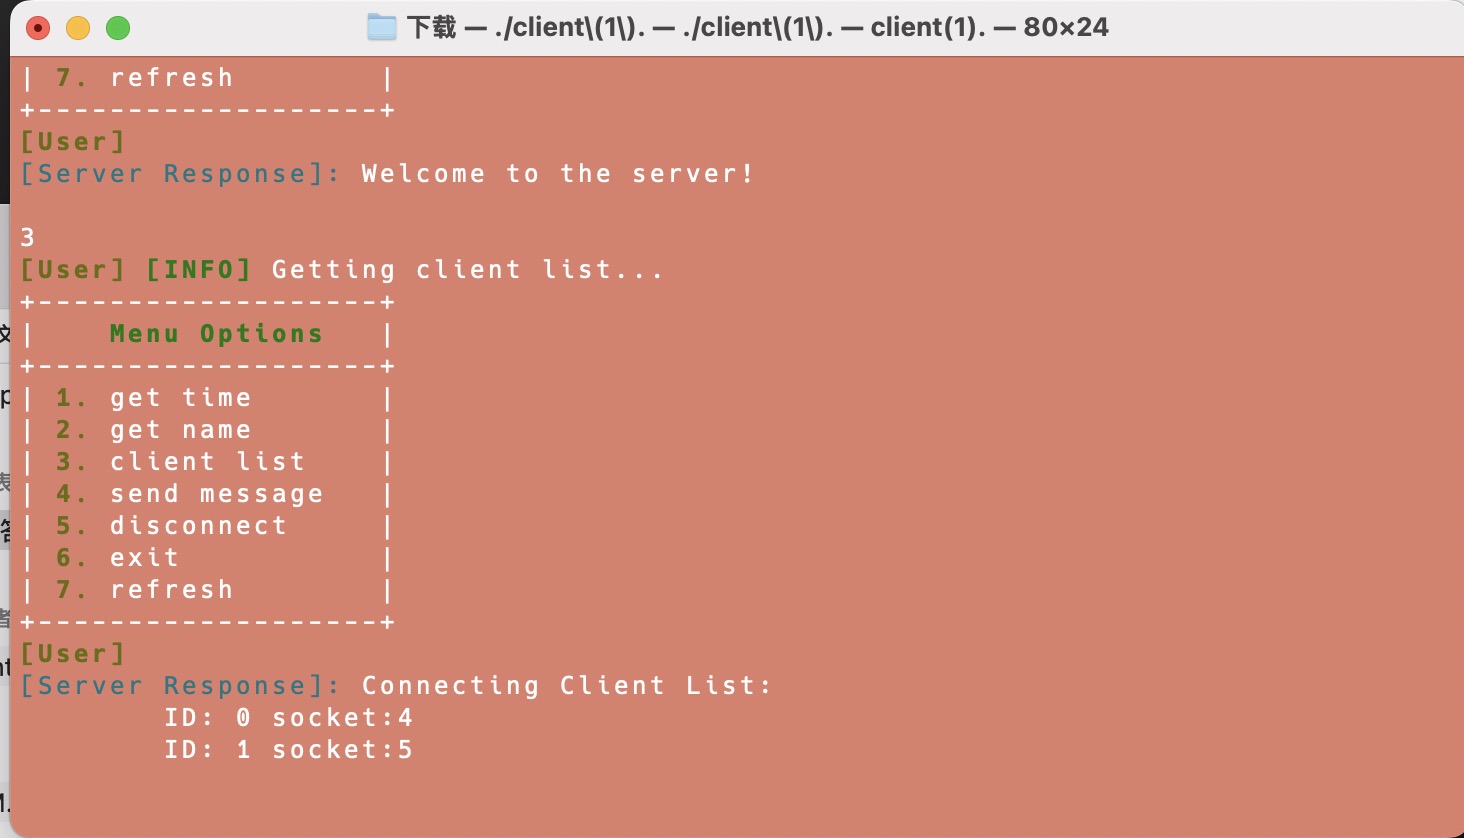 下载 — ./client\(1\). — ./client\(1\). — client(1). — 80×24
| 7. refresh |
+-------------------+
[User]
[Server Response]: Welcome to the server!
3
[User] [INFO] Getting client list...
+-------------------+
| Menu Options |
+-------------------+
| 1. get time |
| 2. get name |
| 3. client list |
| 4. send message |
| 5. disconnect |
| 6. exit |
| 7. refresh |
+-------------------+
[User]
[Server Response]: Connecting Client List:
ID: 0 socket:4
ID: 1 socket:5